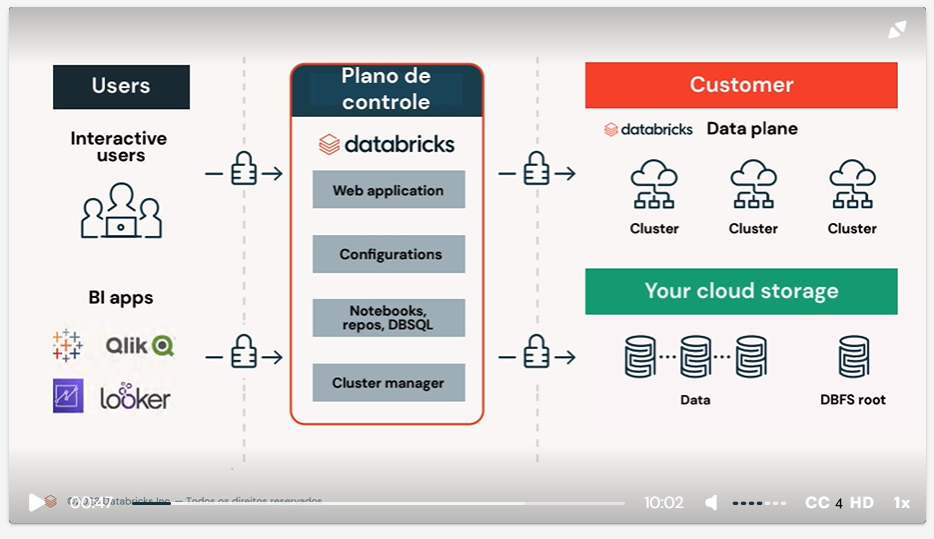 Users
Interactive
users
BI apps
Qlik
looker
Plano de
controle
databricks
Web application
Configurations
Notebooks,
repos, DBSQL
Cluster manager
Customer
databricks Data plane
Cluster
Cluster
Cluster
Your cloud storage
Data
DBFS root
Databricks Inc. — Todos os direitos reservados
00:47
10:02
CC 4 HD 1x